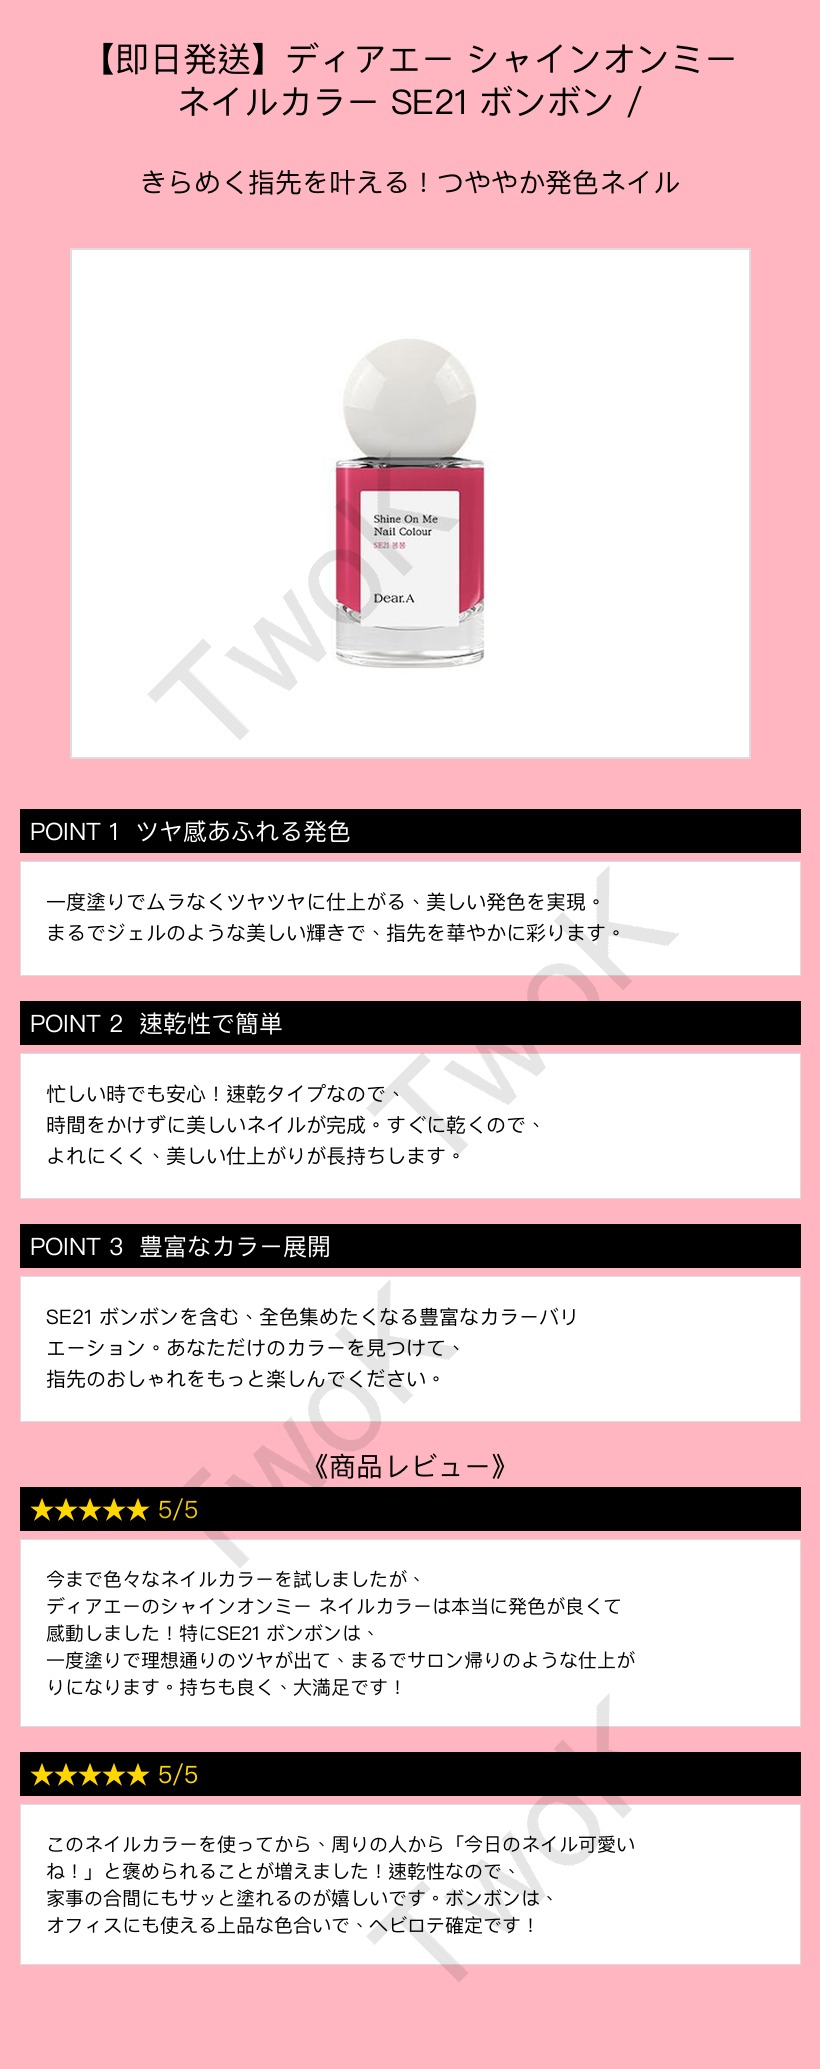 【即日発送】ディアエー シャインオンミー
ネイルカラー SE21 ボンボン /
きらめく指先を叶える！つややか発色ネイル
Shine On Me
Nail Colour
SE21 봉봉
Dear.A
TwoK
POINT 1 ツヤ感あふれる発色
一度塗りでムラなくツヤツヤに仕上がる、美しい発色を実現。
まるでジェルのような美しい輝きで、指先を華やかに彩ります。
TwoK
POINT 2 速乾性で簡単
忙しい時でも安心！速乾タイプなので、
時間をかけずに美しいネイルが完成。すぐに乾くので、
よれにくく、美しい仕上がりが長持ちします。
POINT 3 豊富なカラー展開
SE21 ボンボンを含む、全色集めたくなる豊富なカラーバリ
エーション。あなただけのカラーを見つけて、
指先のおしゃれをもっと楽しんでください。
TwoK
《商品レビュー》
★★★★★ 5/5
今まで色々なネイルカラーを試しましたが、
ディアエーのシャインオンミー ネイルカラーは本当に発色が良くて
感動しました！特にSE21 ボンボンは、
一度塗りで理想通りのツヤが出て、まるでサロン帰りのような仕上が
りになります。持ちも良く、大満足です！
★★★★★ 5/5
このネイルカラーを使ってから、周りの人から「今日のネイル可愛い
ね！」と褒められることが増えました！速乾性なので、
家事の合間にもサッと塗れるのが嬉しいです。ボンボンは、
オフィスにも使える上品な色合いで、ヘビロテ確定です！
TwoK